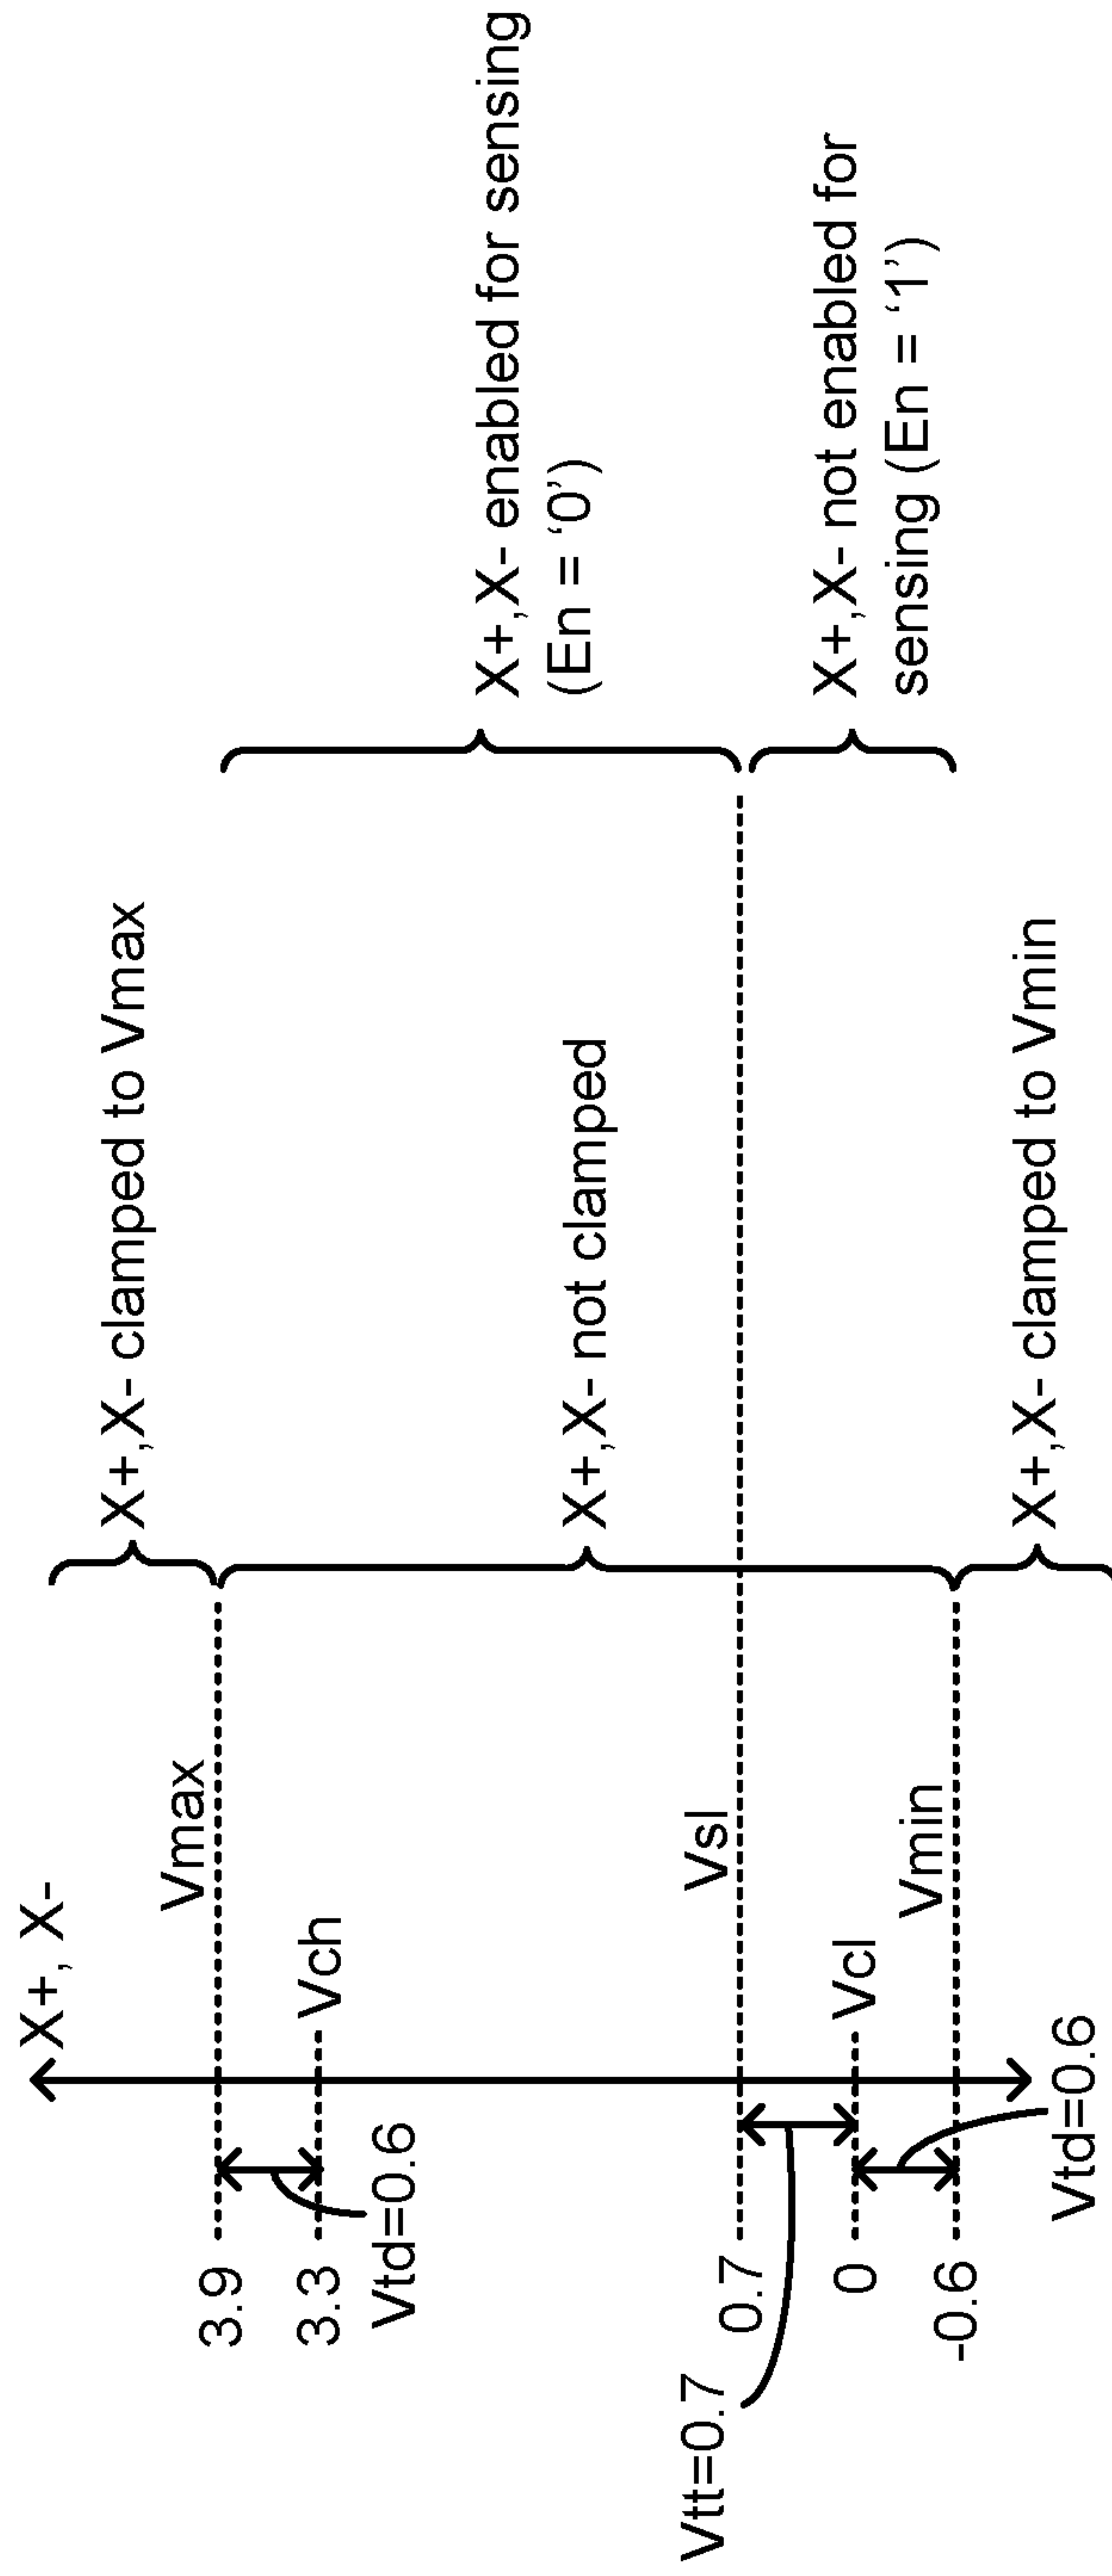 X+, X-
X+,X- clamped to Vmax
Vmax
3.9
Vch
3.3
Vtd=0.6
X+,X- enabled for sensing
(En = ‘0’)
X+,X- not clamped
Vsl
0.7
Vtt=0.7
X+,X- not enabled for
sensing (En = ‘1’)
Vcl
0
Vmin
-0.6
X+,X- clamped to Vmin
Vtd=0.6